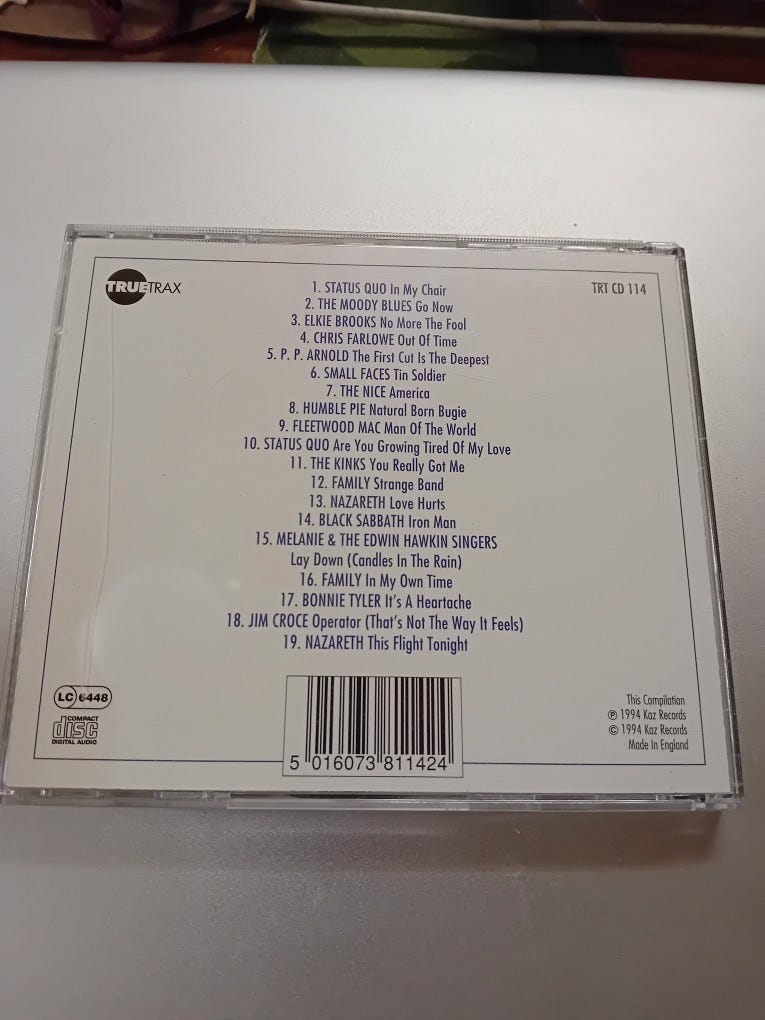 TRUETRAX
TRT CD 114
1. STATUS QUO In My Chair
2. THE MOODY BLUES Go Now
3. ELKIE BROOKS No More The Fool
4. CHRIS FARLOWE Out Of Time
5. P. P. ARNOLD The First Cut Is The Deepest
6. SMALL FACES Tin Soldier
7. THE NICE America
8. HUMBLE PIE Natural Born Bugie
9. FLEETWOOD MAC Man Of The World
10. STATUS QUO Are You Growing Tired Of My Love
11. THE KINKS You Really Got Me
12. FAMILY Strange Band
13. NAZARETH Love Hurts
14. BLACK SABBATH Iron Man
15. MELANIE & THE EDWIN HAWKIN SINGERS
Lay Down (Candles In The Rain)
16. FAMILY In My Own Time
17. BONNIE TYLER It's A Heartache
18. JIM CROCE Operator (That's Not The Way It Feels)
19. NAZARETH This Flight Tonight
LC 6448
COMPACT
disc
DIGITAL AUDIO
5 016073 811424
This Compilation
℗ 1994 Kaz Records
© 1994 Kaz Records
Made In England